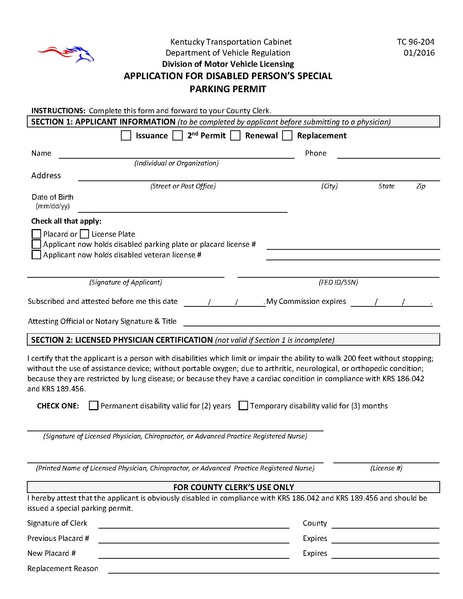 Kentucky Transportation Cabinet
Department of Vehicle Regulation
Division of Motor Vehicle Licensing
APPLICATION FOR DISABLED PERSON'S SPECIAL
PARKING PERMIT
TC 96-204
01/2016
INSTRUCTIONS: Complete this form and forward to your County Clerk.
SECTION 1: APPLICANT INFORMATION (to be completed by applicant before submitting to a physician)
Issuance 2nd Permit Renewal Replacement
Name Phone
(Individual or Organization)
Address
(Street or Post Office) (City) State Zip
Date of Birth
(mm/dd/yy)
Check all that apply:
Placard or License Plate
Applicant now holds disabled parking plate or placard license #
Applicant now holds disabled veteran license #
(Signature of Applicant) (FED ID/SSN)
Subscribed and attested before me this date / / . My Commission expires / / .
Attesting Official or Notary Signature & Title
SECTION 2: LICENSED PHYSICIAN CERTIFICATION (not valid if Section 1 is incomplete)
I certify that the applicant is a person with disabilities which limit or impair the ability to walk 200 feet without stopping;
without the use of assistance device; without portable oxygen; due to arthritic, neurological, or orthopedic condition;
because they are restricted by lung disease; or because they have a cardiac condition in compliance with KRS 186.042
and KRS 189.456.
CHECK ONE: Permanent disability valid for (2) years Temporary disability valid for (3) months
(Signature of Licensed Physician, Chiropractor, or Advanced Practice Registered Nurse)
(Printed Name of Licensed Physician, Chiropractor, or Advanced Practice Registered Nurse) (License #)
FOR COUNTY CLERK'S USE ONLY
I hereby attest that the applicant is obviously disabled in compliance with KRS 186.042 and KRS 189.456 and should be
issued a special parking permit.
Signature of Clerk County
Previous Placard # Expires
New Placard # Expires
Replacement Reason